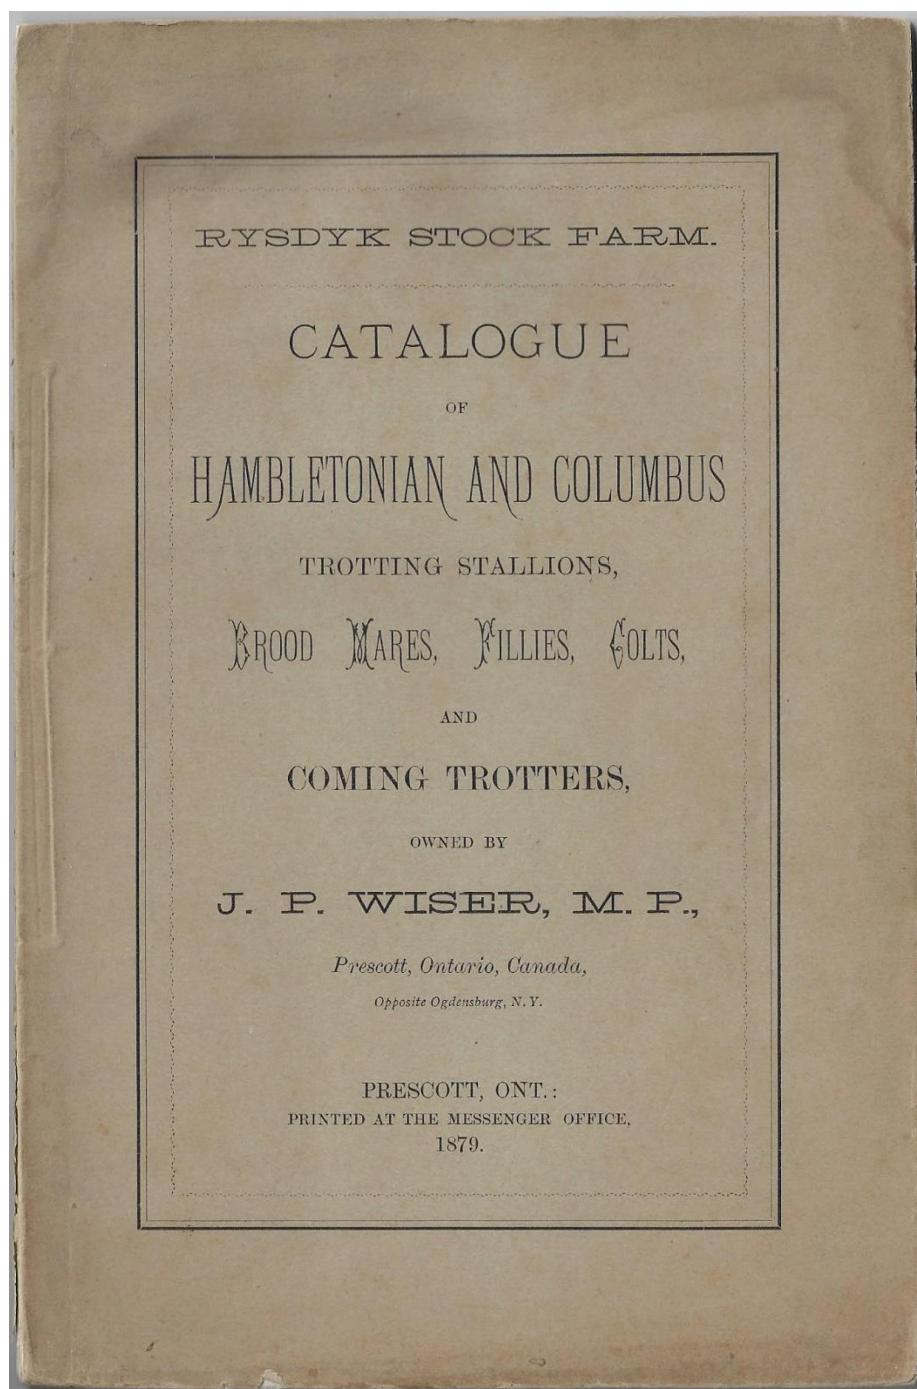 RYSDYK STOCK FARM.
CATALOGUE
OF
HAMBLETONIAN AND COLUMBUS
TROTTING STALLIONS,
BROOD MARES, FILLIES, COLTS,
AND
COMING TROTTERS,
OWNED BY
J. P. WISER, M. P.,
Prescott, Ontario, Canada,
Opposite Ogdensburg, N. Y.
PRESCOTT, ONT.:
PRINTED AT THE MESSENGER OFFICE,
1879.